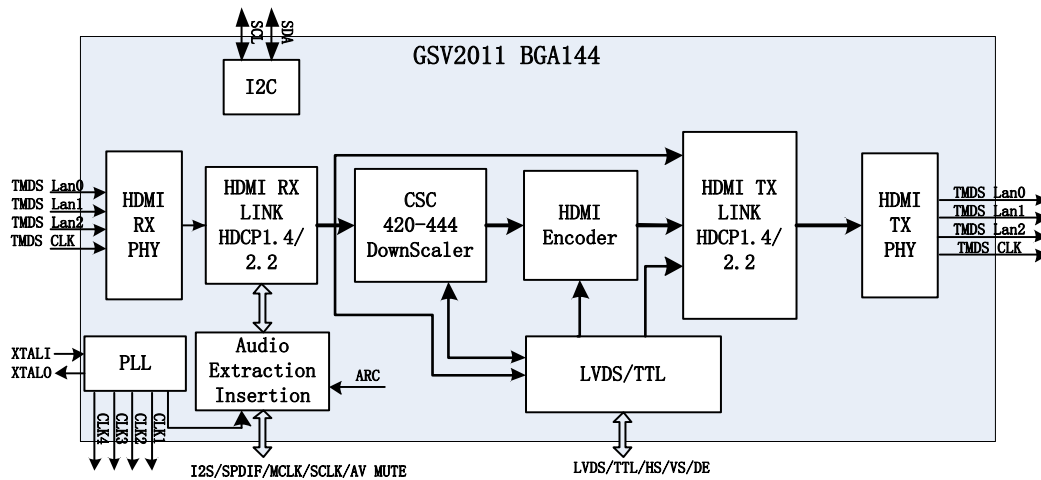 SCL
SDA
GSV2011 BGA144
I2C
TMDS Lan0
TMDS Lan1
TMDS Lan2
TMDS CLK
HDMI
RX
PHY
HDMI RX
LINK
HDCP1.4/
2.2
CSC
420-444
DownScaler
HDMI
Encoder
HDMI TX
LINK
HDCP1.4/
2.2
HDMI
TX
PHY
TMDS Lan0
TMDS Lan1
TMDS Lan2
TMDS CLK
XTALI
XTALO
PLL
Audio
Extraction
Insertion
ARC
LVDS/TTL
CLK4
CLK3
CLK2
CLK1
I2S/SPDIF/MCLK/SCLK/AV MUTE
LVDS/TTL/HS/VS/DE